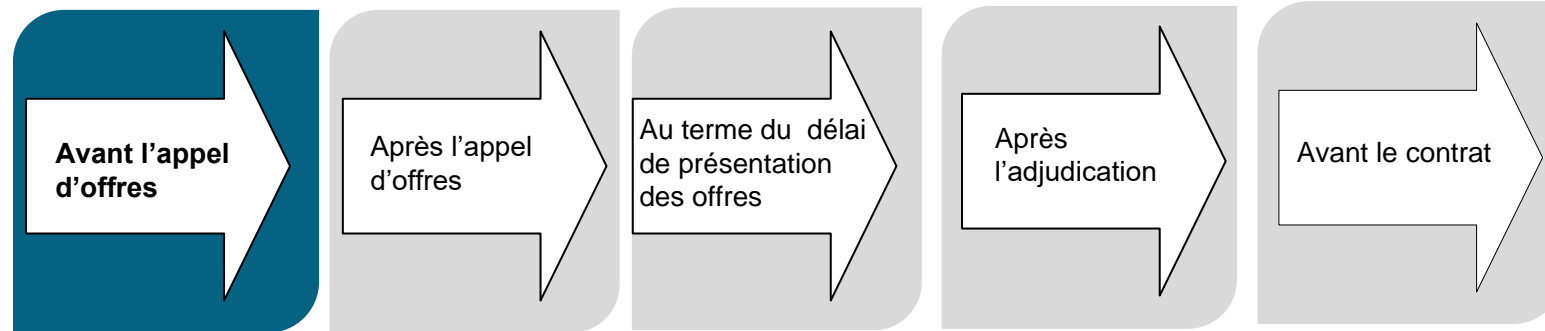 Avant l’appel
d’offres
Après l’appel
d’offres
Au terme du  délai
de présentation
des offres
Après
l’adjudication
Avant le contrat